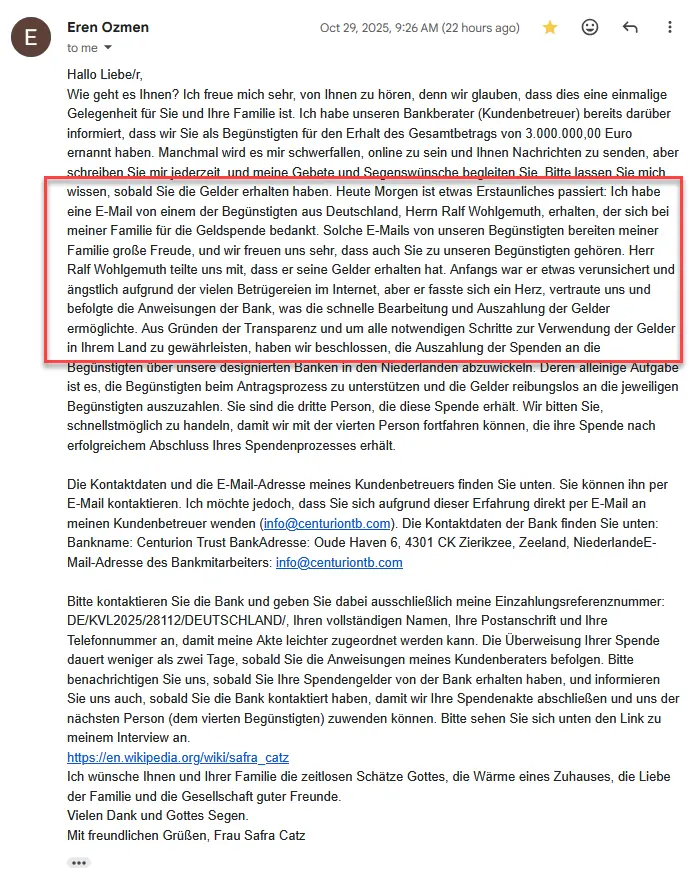 E
Eren Ozmen
Oct 29, 2025, 9:26 AM (22 hours ago)
to me
Hallo Liebe/r,
Wie geht es Ihnen? Ich freue mich sehr, von Ihnen zu hören, denn wir glauben, dass dies eine einmalige
Gelegenheit für Sie und Ihre Familie ist. Ich habe unseren Bankberater (Kundenbetreuer) bereits darüber
informiert, dass wir Sie als Begünstigten für den Erhalt des Gesamtbetrags von 3.000.000,00 Euro
ernannt haben. Manchmal wird es mir schwerfallen, online zu sein und Ihnen Nachrichten zu senden, aber
schreiben Sie mir jederzeit, und meine Gebete und Segenswünsche begleiten Sie. Bitte lassen Sie mich
wissen, sobald Sie die Gelder erhalten haben. Heute Morgen ist etwas Erstaunliches passiert: Ich habe
eine E-Mail von einem der Begünstigten aus Deutschland, Herrn Ralf Wohlgemuth, erhalten, der sich bei
meiner Familie für die Geldspende bedankt. Solche E-Mails von unseren Begünstigten bereiten meiner
Familie große Freude, und wir freuen uns sehr, dass auch Sie zu unseren Begünstigten gehören. Herr
Ralf Wohlgemuth teilte uns mit, dass er seine Gelder erhalten hat. Anfangs war er etwas verunsichert und
ängstlich aufgrund der vielen Betrügereien im Internet, aber er fasste sich ein Herz, vertraute uns und
befolgte die Anweisungen der Bank, was die schnelle Bearbeitung und Auszahlung der Gelder
ermöglichte. Aus Gründen der Transparenz und um alle notwendigen Schritte zur Verwendung der Gelder
in Ihrem Land zu gewährleisten, haben wir beschlossen, die Auszahlung der Spenden an die
Begünstigten über unsere designierten Banken in den Niederlanden abzuwickeln. Deren alleinige Aufgabe
ist es, die Begünstigten beim Antragsprozess zu unterstützen und die Gelder reibungslos an die jeweiligen
Begünstigten auszuzahlen. Sie sind die dritte Person, die diese Spende erhält. Wir bitten Sie,
schnellstmöglich zu handeln, damit wir mit der vierten Person fortfahren können, die ihre Spende nach
erfolgreichem Abschluss Ihres Spendenprozesses erhält.
Die Kontaktdaten und die E-Mail-Adresse meines Kundenbetreuers finden Sie unten. Sie können ihn per
E-Mail kontaktieren. Ich möchte jedoch, dass Sie sich aufgrund dieser Erfahrung direkt per E-Mail an
meinen Kundenbetreuer wenden (info@centuriontb.com). Die Kontaktdaten der Bank finden Sie unten:
Bankname: Centurion Trust BankAdresse: Oude Haven 6, 4301 CK Zierikzee, Zeeland, NiederlandeE-
Mail-Adresse des Bankmitarbeiters: info@centuriontb.com
Bitte kontaktieren Sie die Bank und geben Sie dabei ausschließlich meine Einzahlungsreferenznummer:
DE/KVL2025/28112/DEUTSCHLAND/, Ihren vollständigen Namen, Ihre Postanschrift und Ihre
Telefonnummer an, damit meine Akte leichter zugeordnet werden kann. Die Überweisung Ihrer Spende
dauert weniger als zwei Tage, sobald Sie die Anweisungen meines Kundenberaters befolgen. Bitte
benachrichtigen Sie uns, sobald Sie Ihre Spendengelder von der Bank erhalten haben, und informieren
Sie uns auch, sobald Sie die Bank kontaktiert haben, damit wir Ihre Spendenakte abschließen und uns der
nächsten Person (dem vierten Begünstigten) zuwenden können. Bitte sehen Sie sich unten den Link zu
meinem Interview an.
https://en.wikipedia.org/wiki/safra_catz
Ich wünsche Ihnen und Ihrer Familie die zeitlosen Schätze Gottes, die Wärme eines Zuhauses, die Liebe
der Familie und die Gesellschaft guter Freunde.
Vielen Dank und Gottes Segen.
Mit freundlichen Grüßen, Frau Safra Catz